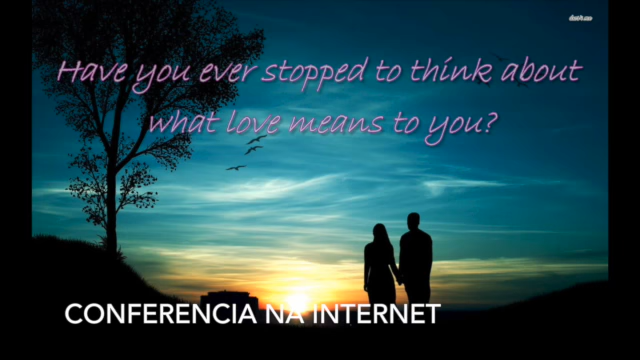 Have you ever stopped to think about
what love means to you?
CONFERENCIA NA INTERNET